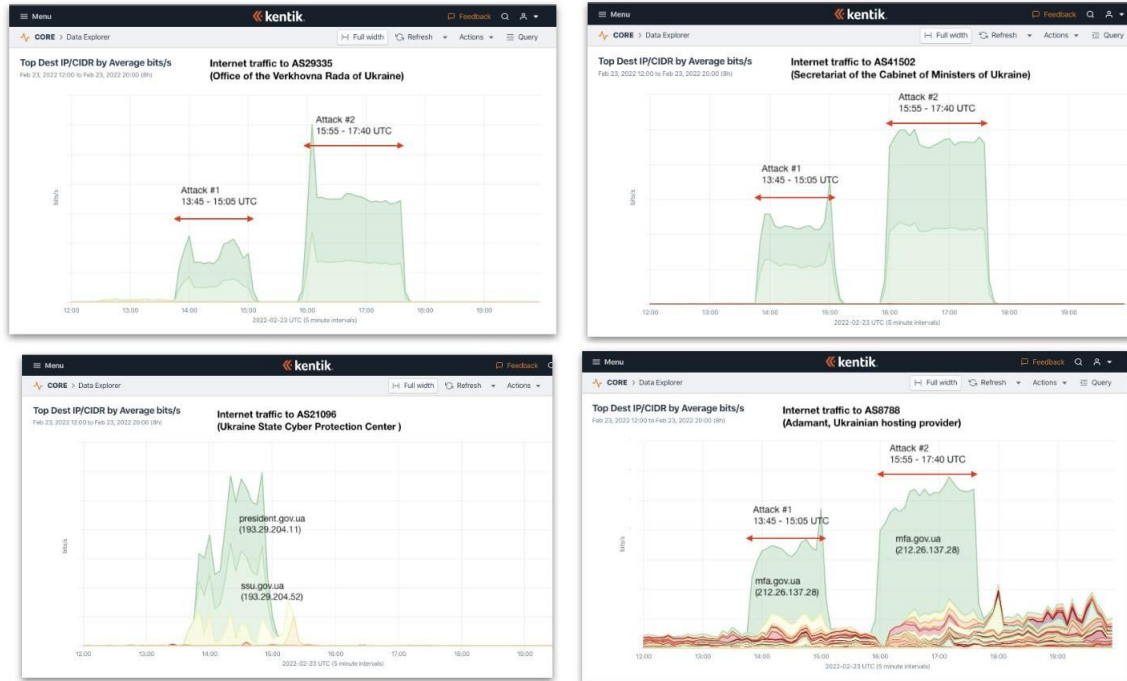 Menu
kentik.
Feedback
CORE > Data Explorer
Full width
Refresh
Actions
Query
Top Dest IP/CIDR by Average bits/s
Feb 23, 2022 12:00 to Feb 23, 2022 20:00 (8h)
Internet traffic to AS29335
(Office of the Verkhovna Rada of Ukraine)
Attack #2
15:55 - 17:40 UTC
Attack #1
13:45 - 15:05 UTC
bits/s
12:00 13:00 14:00 15:00 16:00 17:00 18:00 19:00
2022-02-23 UTC (5 minute intervals)
Menu
kentik.
Feedback
CORE > Data Explorer
Full width
Refresh
Actions
Query
Top Dest IP/CIDR by Average bits/s
Feb 23, 2022 12:00 to Feb 23, 2022 20:00 (8h)
Internet traffic to AS41502
(Secretariat of the Cabinet of Ministers of Ukraine)
Attack #2
15:55 - 17:40 UTC
Attack #1
13:45 - 15:05 UTC
bits/s
12:00 13:00 14:00 15:00 16:00 17:00 18:00 19:00
2022-02-23 UTC (5 minute intervals)
Menu
kentik.
Feedback
CORE > Data Explorer
Full width
Refresh
Actions
Top Dest IP/CIDR by Average bits/s
Feb 23, 2022 12:00 to Feb 23, 2022 20:00 (8h)
Internet traffic to AS21096
(Ukraine State Cyber Protection Center )
president.gov.ua
(193.29.204.11)
ssu.gov.ua
(193.29.204.52)
bits/s
12:00 13:00 14:00 15:00 16:00 17:00 18:00 19:00
2022-02-23 UTC (5 minute intervals)
Menu
kentik.
Feedback
CORE > Data Explorer
Full width
Refresh
Actions
Query
Top Dest IP/CIDR by Average bits/s
Feb 23, 2022 12:00 to Feb 23, 2022 20:00 (8h)
Internet traffic to AS8788
(Adamant, Ukrainian hosting provider)
Attack #2
15:55 - 17:40 UTC
Attack #1
13:45 - 15:05 UTC
mfa.gov.ua
(212.26.137.28)
mfa.gov.ua
(212.26.137.28)
bits/s
12:00 13:00 14:00 15:00 16:00 17:00 18:00 19:00
2022-02-23 UTC (5 minute intervals)